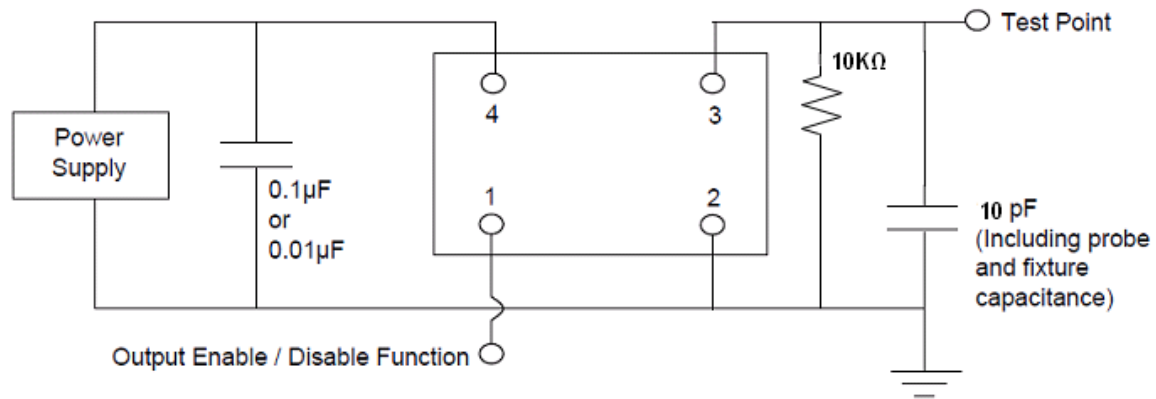 Test Point
10KΩ
4
3
Power
Supply
0.1µF
or
0.01µF
1
2
10 pF
(Including probe
and fixture
capacitance)
Output Enable / Disable Function